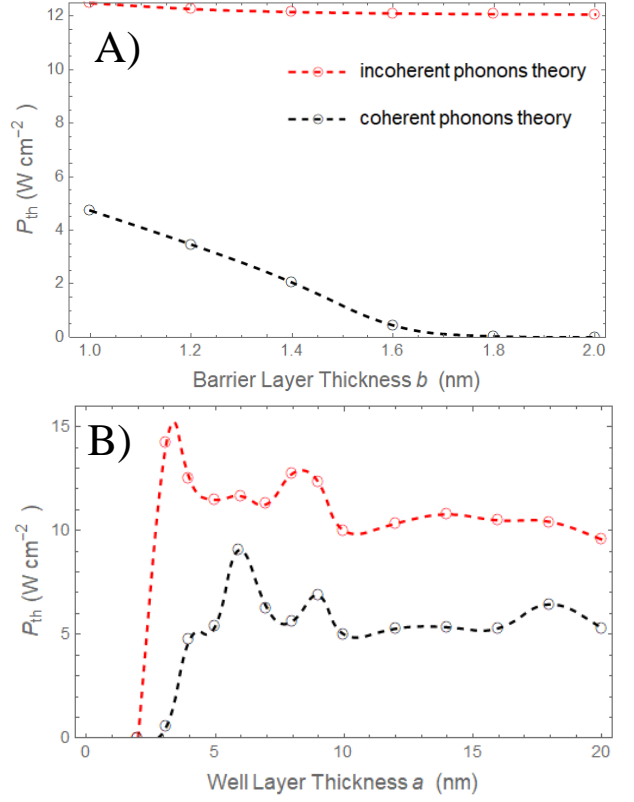 A)
12
10
8
6
4
2
0
P_th (W cm⁻²)
incoherent phonons theory
coherent phonons theory
1.0 1.2 1.4 1.6 1.8 2.0
Barrier Layer Thickness b (nm)
B)
15
10
5
0
P_th (W cm⁻²)
0 5 10 15 20
Well Layer Thickness a (nm)